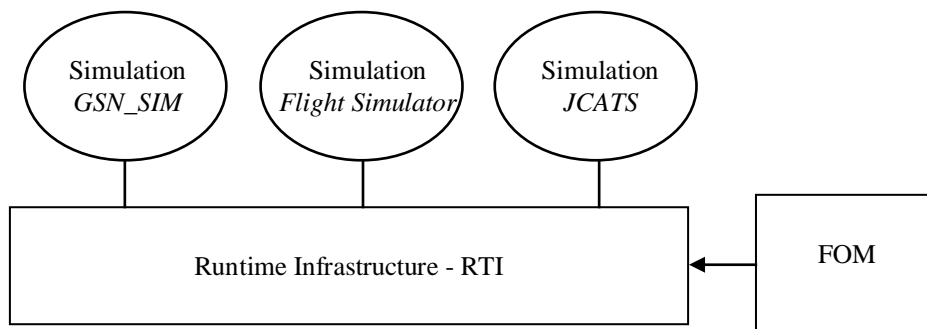 Simulation
GSN_SIM
Simulation
Flight Simulator
Simulation
JCATS
Runtime Infrastructure - RTI
FOM